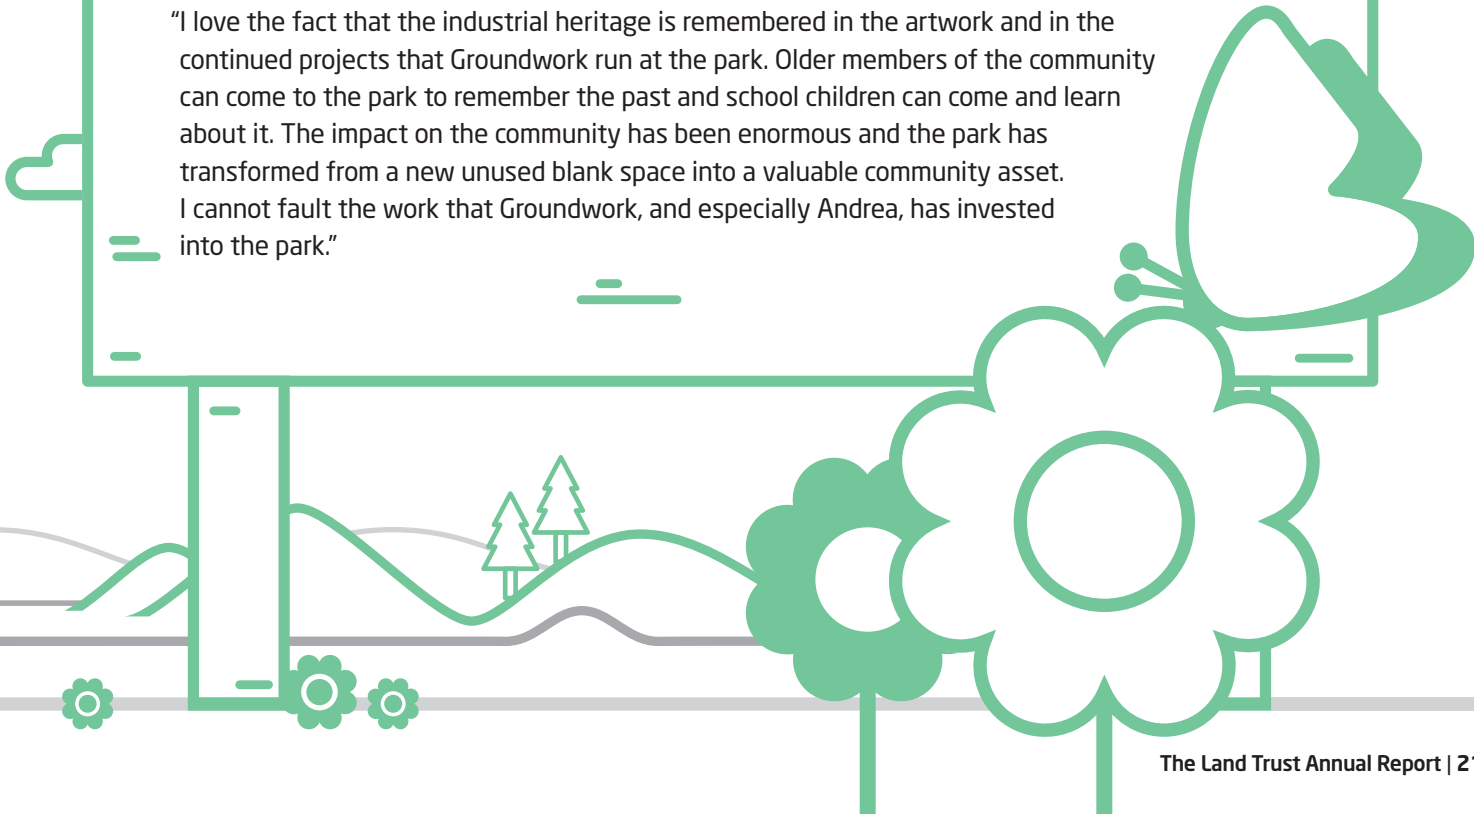 “I love the fact that the industrial heritage is remembered in the artwork and in the
continued projects that Groundwork run at the park. Older members of the community
can come to the park to remember the past and school children can come and learn
about it. The impact on the community has been enormous and the park has
transformed from a new unused blank space into a valuable community asset.
I cannot fault the work that Groundwork, and especially Andrea, has invested
into the park.”
The Land Trust Annual Report |